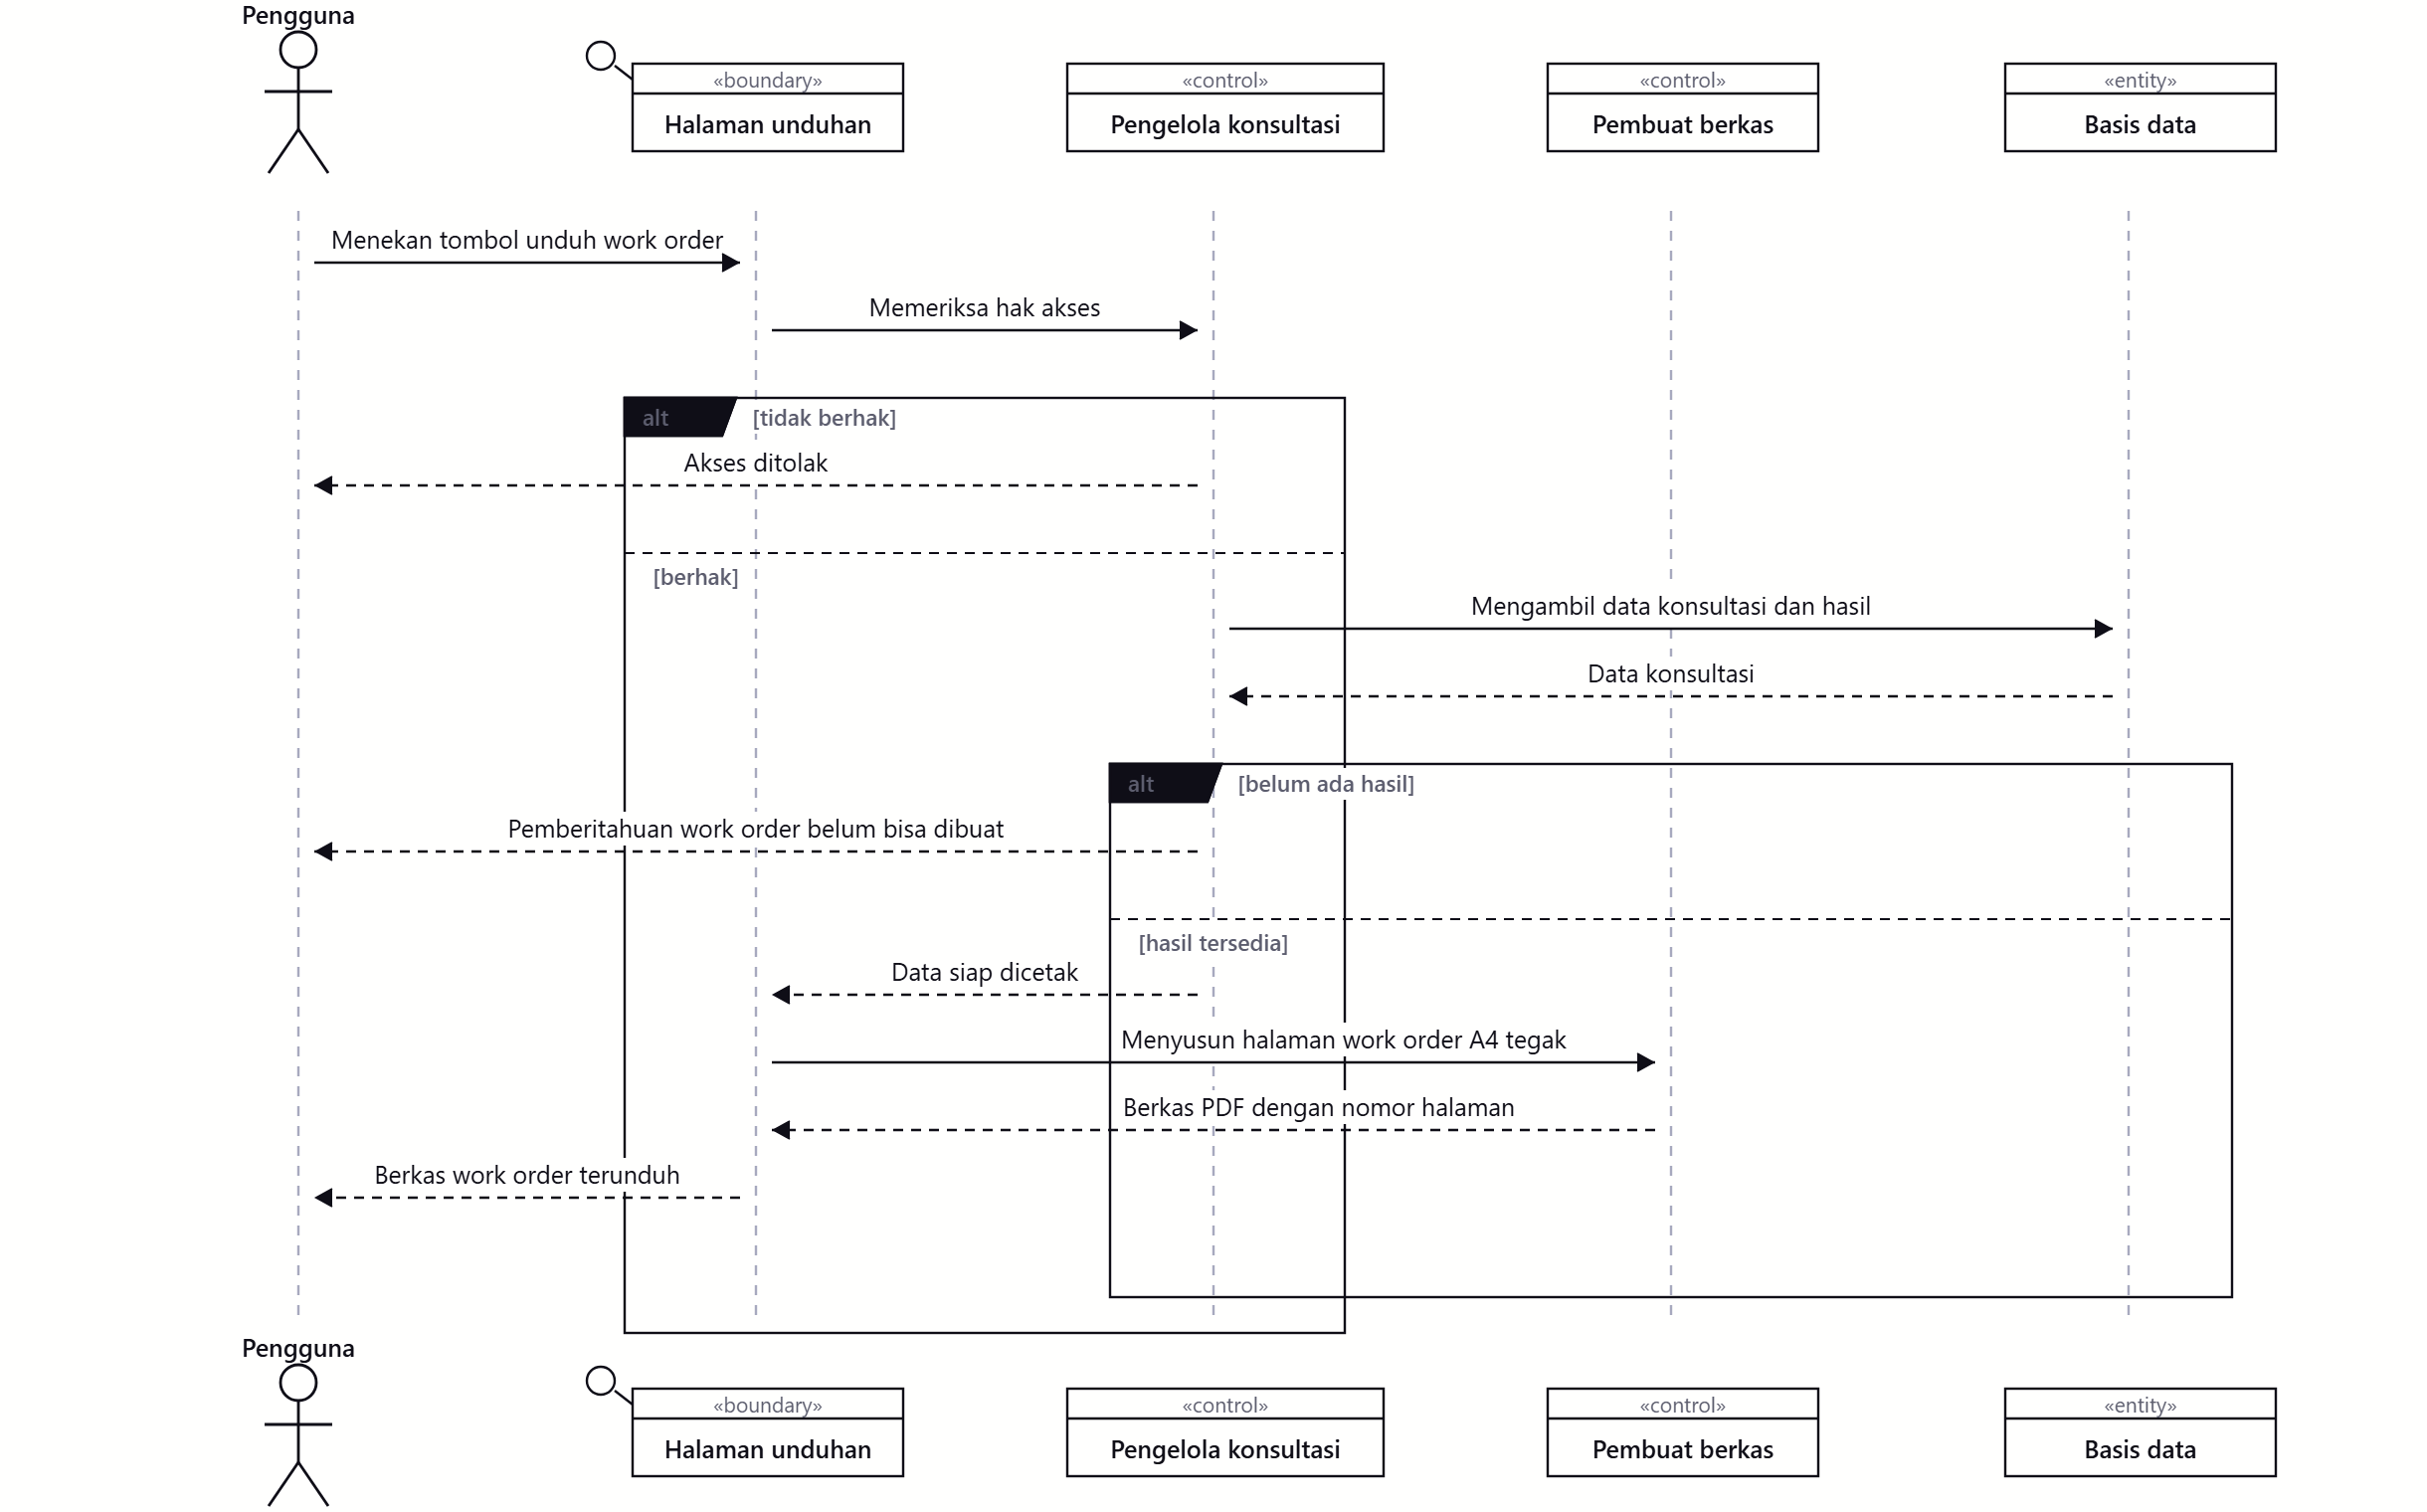 Pengguna
«boundary»
Halaman unduhan
«control»
Pengelola konsultasi
«control»
Pembuat berkas
«entity»
Basis data
Menekan tombol unduh work order
Memeriksa hak akses
alt
[tidak berhak]
Akses ditolak
[berhak]
Mengambil data konsultasi dan hasil
Data konsultasi
alt
[belum ada hasil]
Pemberitahuan work order belum bisa dibuat
[hasil tersedia]
Data siap dicetak
Menyusun halaman work order A4 tegak
Berkas PDF dengan nomor halaman
Berkas work order terunduh
Pengguna
«boundary»
Halaman unduhan
«control»
Pengelola konsultasi
«control»
Pembuat berkas
«entity»
Basis data